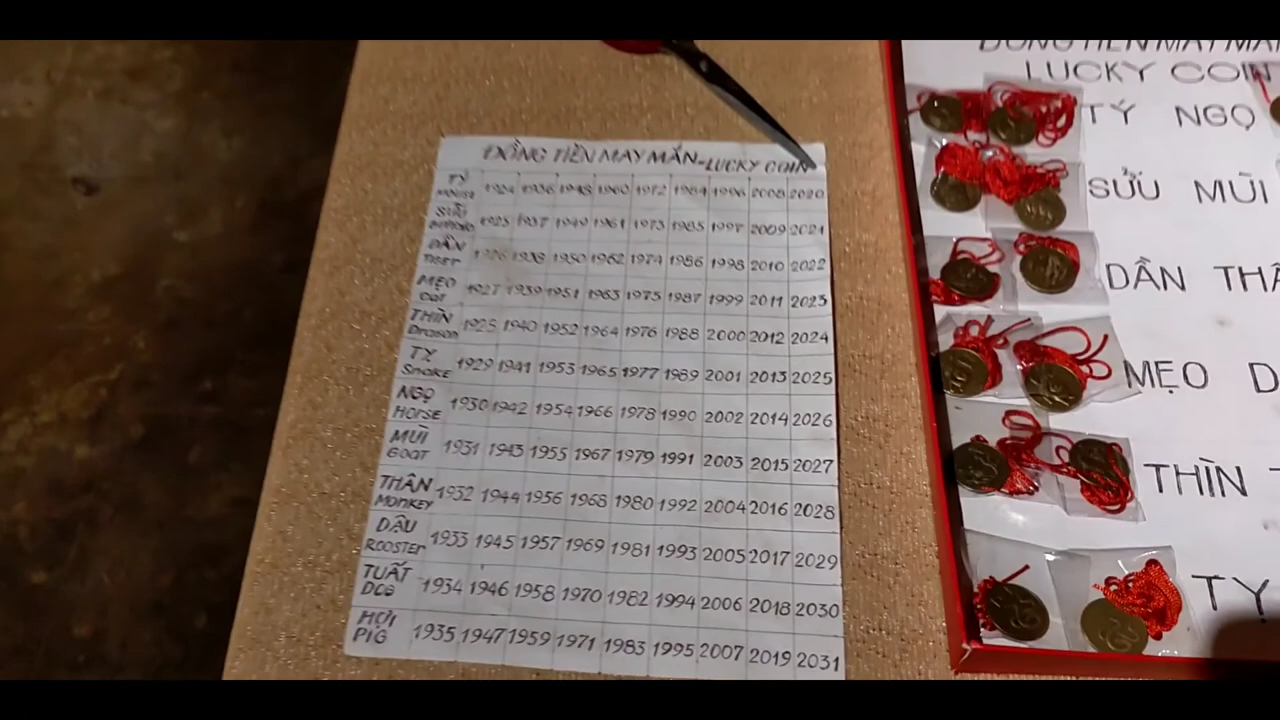 ĐỒNG TIỀN MAY MẮN-LUCKY COIN
TÝ MOUSE 1924 1936 1948 1960 1972 1984 1996 2008 2020
SỬU 1925 1937 1949 1961 1973 1985 1997 2009 2021
DẦN TIGER 1926 1938 1950 1962 1974 1986 1998 2010 2022
MẸO CAT 1927 1939 1951 1963 1975 1987 1999 2011 2023
THÌN Dragon 1928 1940 1952 1964 1976 1988 2000 2012 2024
TỴ Snake 1929 1941 1953 1965 1977 1989 2001 2013 2025
NGỌ HORSE 1930 1942 1954 1966 1978 1990 2002 2014 2026
MÙI GOAT 1931 1943 1955 1967 1979 1991 2003 2015 2027
THÂN Monkey 1932 1944 1956 1968 1980 1992 2004 2016 2028
DẬU ROOSTER 1933 1945 1957 1969 1981 1993 2005 2017 2029
TUẤT DOG 1934 1946 1958 1970 1982 1994 2006 2018 2030
HỢI PIG 1935 1947 1959 1971 1983 1995 2007 2019 2031
LUCKY COIN
TÝ NGỌ
SỬU MÙI
DẦN THÂ
MẸO D
THÌN T
TỴ